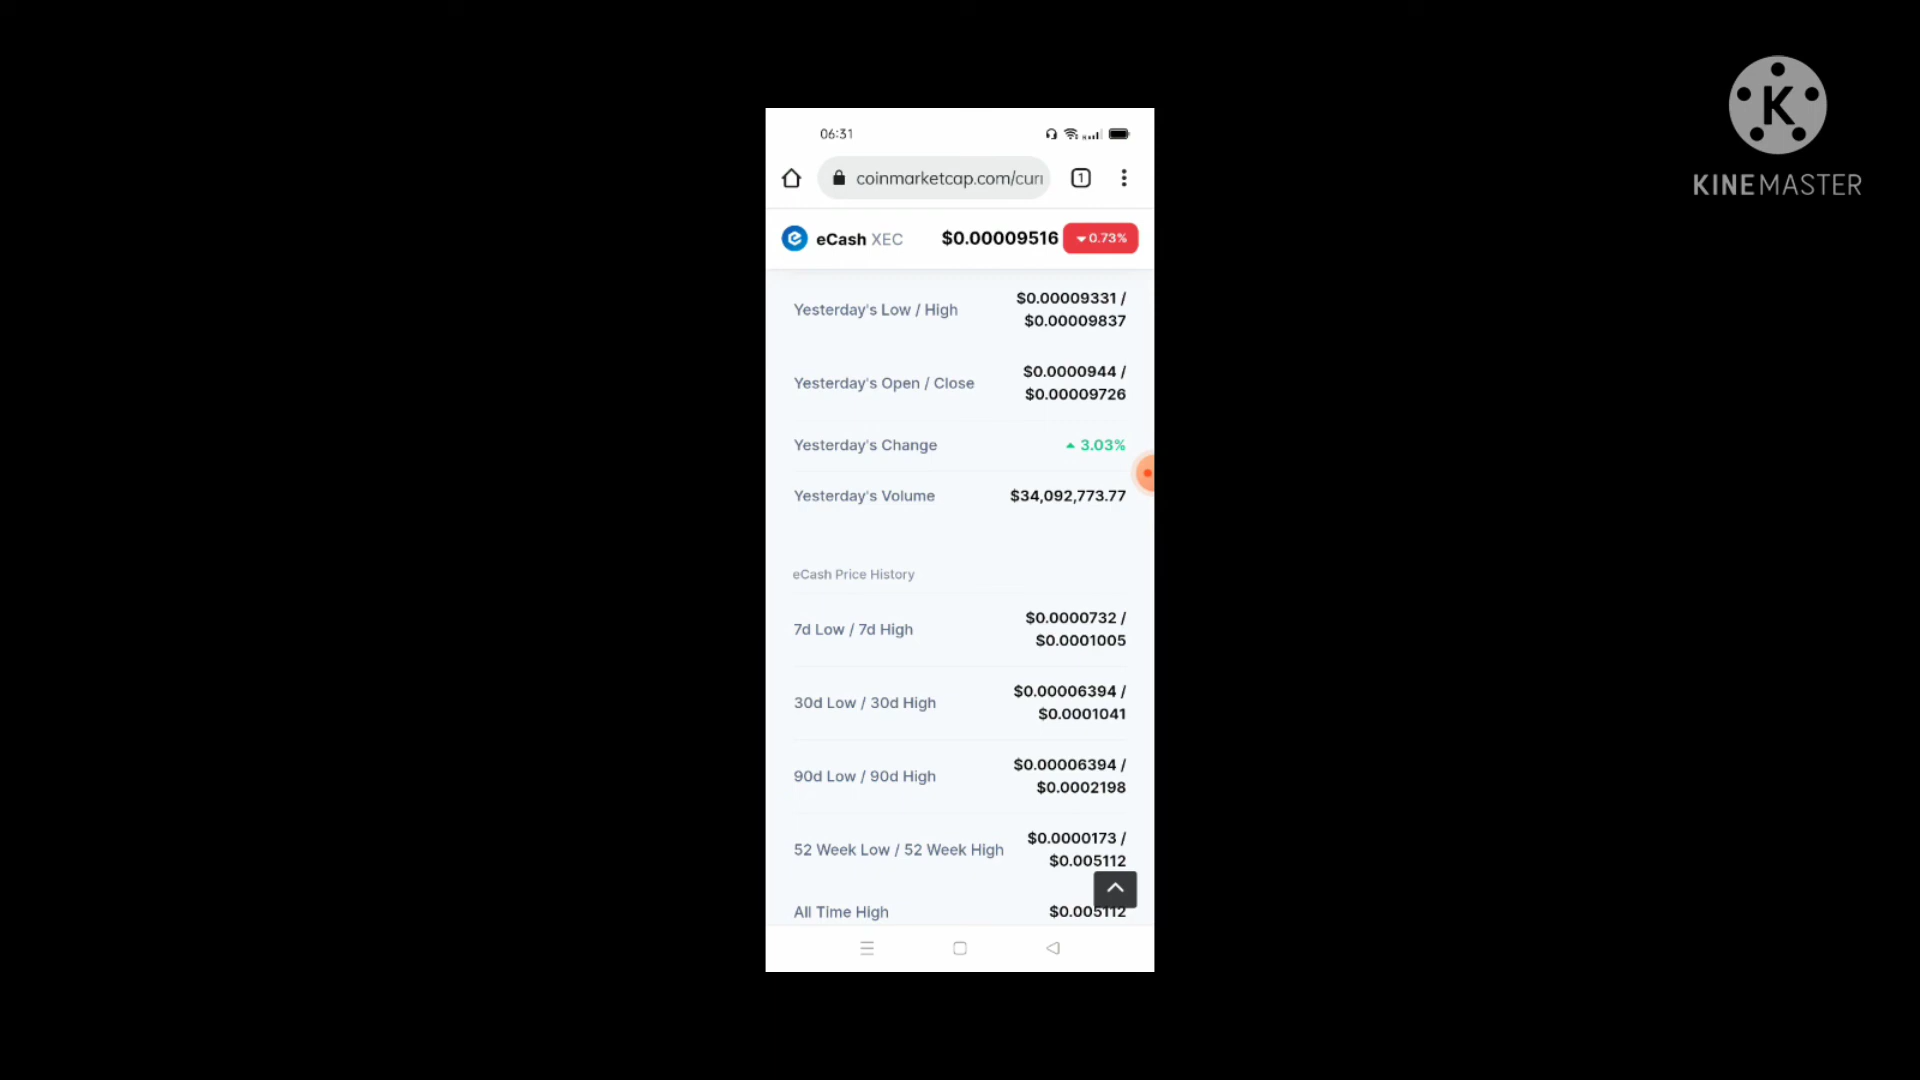 KINEMASTER
06:31
coinmarketcap.com/curr
1
eCash XEC $0.00009516 0.73%
Yesterday's Low / High $0.00009331 /
$0.00009837
Yesterday's Open / Close $0.0000944 /
$0.00009726
Yesterday's Change 3.03%
Yesterday's Volume $34,092,773.77
eCash Price History
7d Low / 7d High $0.0000732 /
$0.0001005
30d Low / 30d High $0.00006394 /
$0.0001041
90d Low / 90d High $0.00006394 /
$0.0002198
52 Week Low / 52 Week High $0.0000173 /
$0.005112
All Time High $0.005112